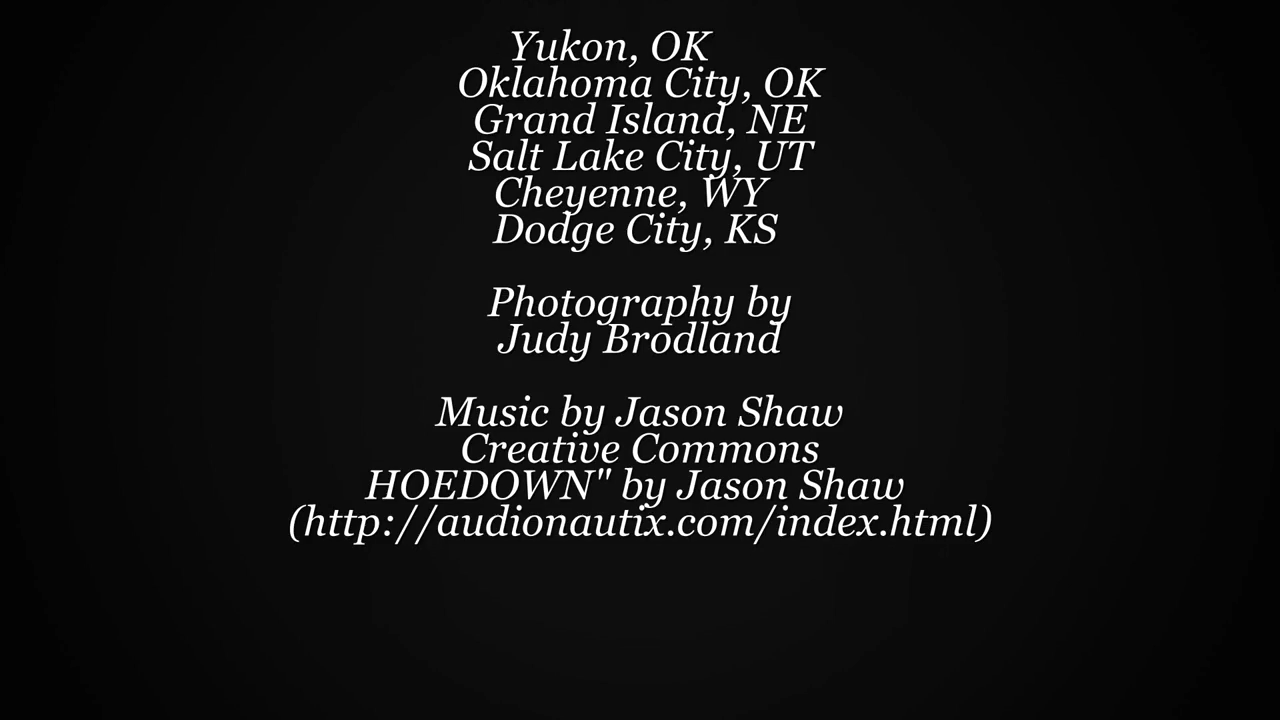 Yukon, OK
Oklahoma City, OK
Grand Island, NE
Salt Lake City, UT
Cheyenne, WY
Dodge City, KS
Photography by
Judy Brodland
Music by Jason Shaw
Creative Commons
HOEDOWN" by Jason Shaw
(http://audionautix.com/index.html)